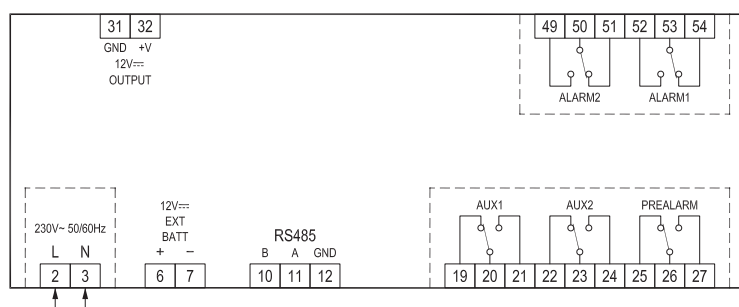 31 32
GND +V
12V⎓
OUTPUT
49 50 51 52 53 54
ALARM2 ALARM1
230V~ 50/60Hz
L N
2 3
12V⎓
EXT
BATT
+ −
6 7
RS485
B A GND
10 11 12
AUX1 AUX2 PREALARM
19 20 21 22 23 24 25 26 27